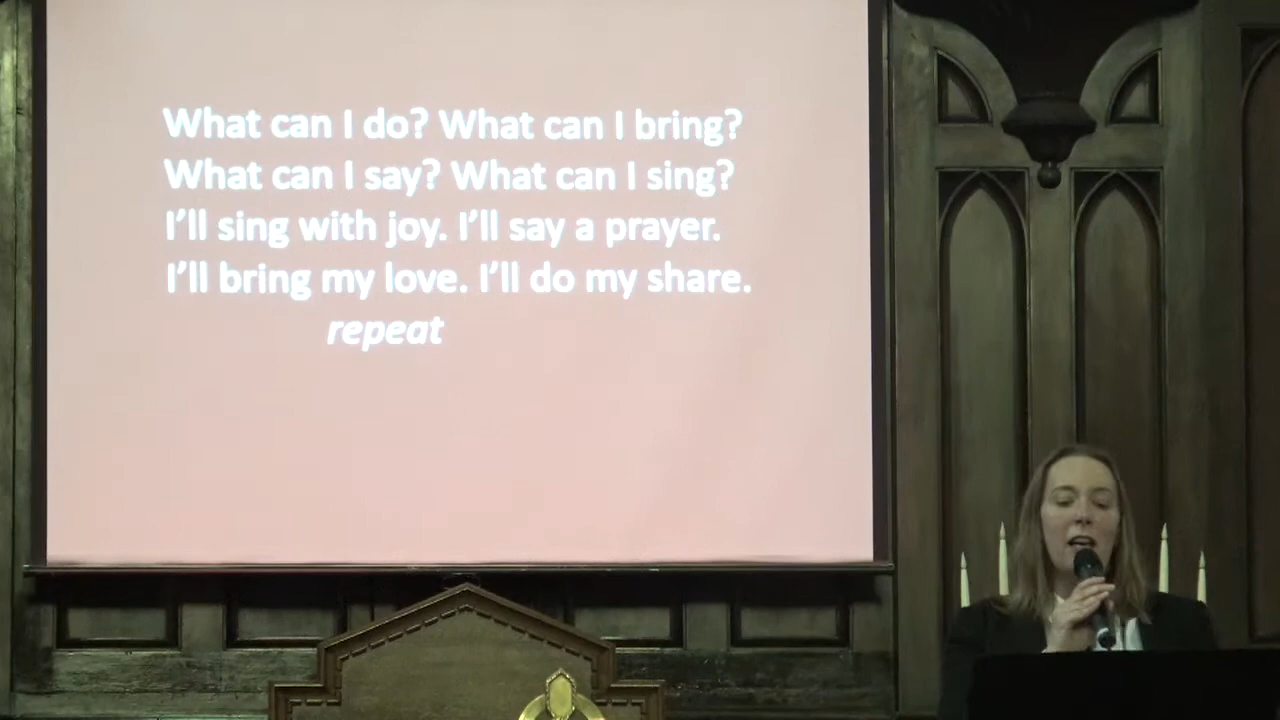 What can I do? What can I bring?
What can I say? What can I sing?
I’ll sing with joy. I’ll say a prayer.
I’ll bring my love. I’ll do my share.
repeat